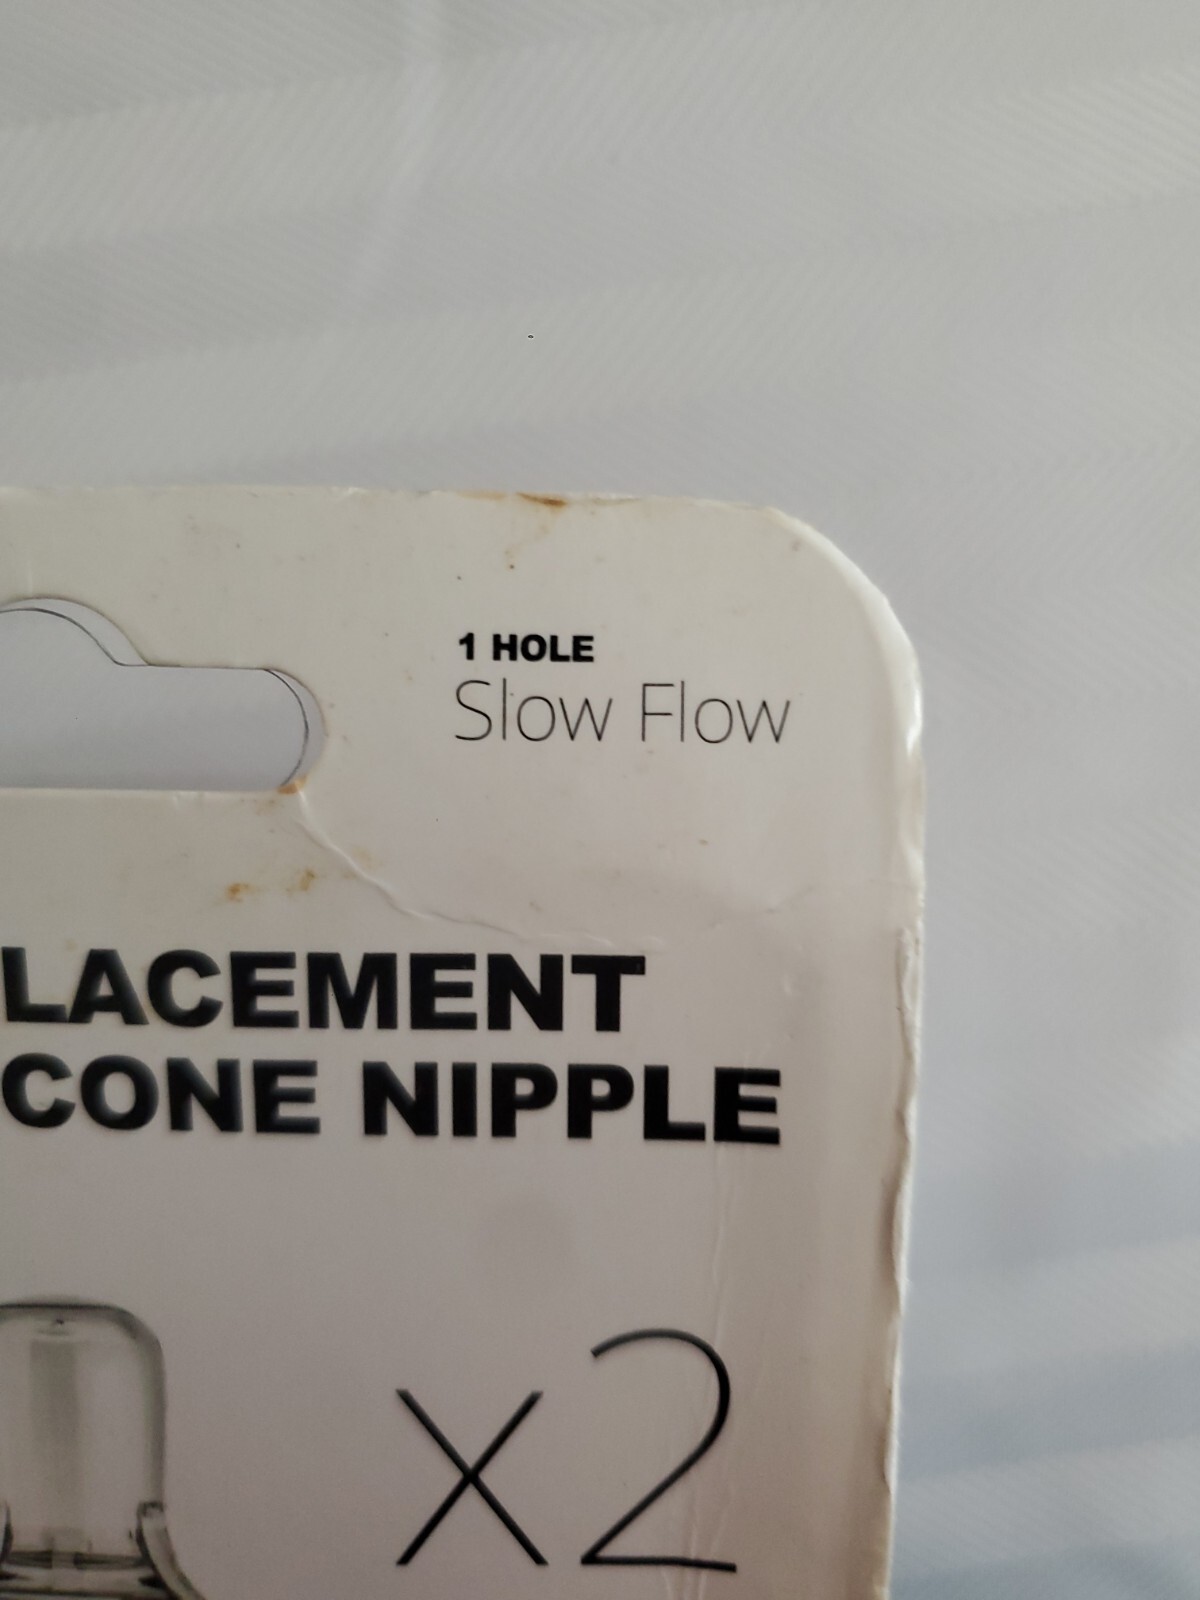 1 HOLE
Slow Flow
LACEMENT
CONE NIPPLE
x2